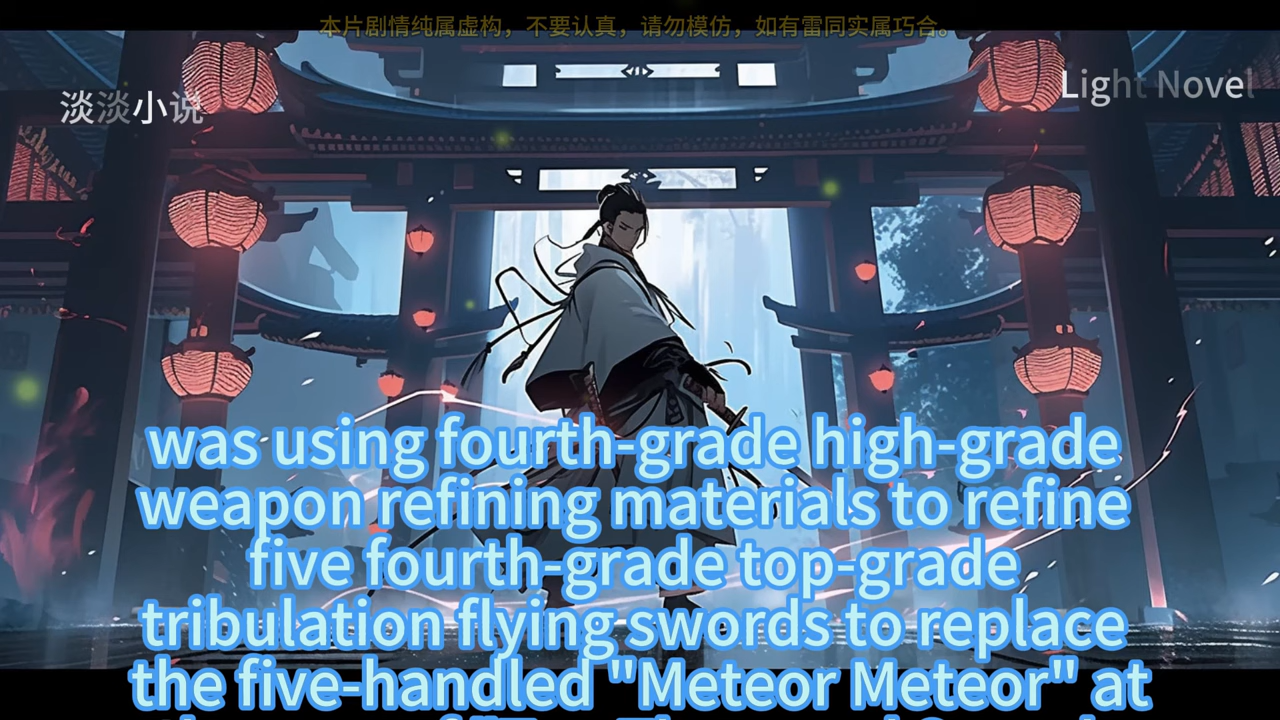 本片剧情纯属虚构，不要认真，请勿模仿，如有雷同实属巧合。
Light Novel
淡淡小说
was using fourth-grade high-grade
weapon refining materials to refine
five fourth-grade top-grade
tribulation flying swords to replace
the five-handled "Meteor Meteor" at